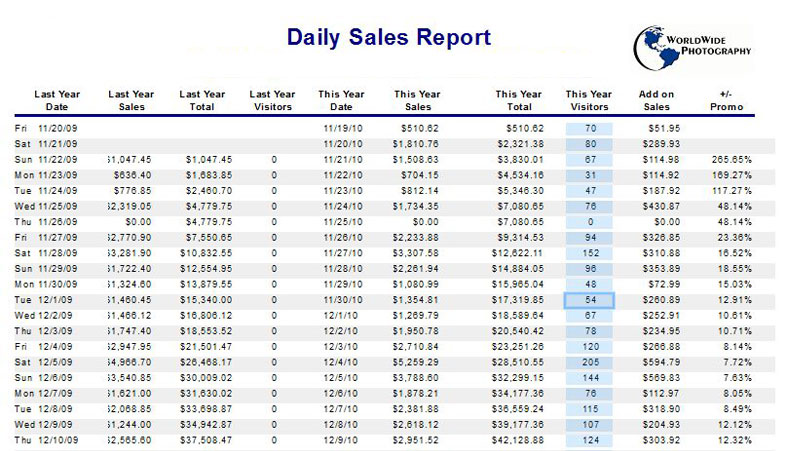 Daily Sales Report
WORLDWIDE
PHOTOGRAPHY
Last Year Last Year Last Year Last Year This Year This Year This Year This Year Add on +/-
Date Sales Total Visitors Date Sales Total Visitors Sales Promo
Fri 11/20/09 11/19/10 $510.62 $510.62 70 $51.95
Sat 11/21/09 11/20/10 $1,810.76 $2,321.38 80 $289.93
Sun 11/22/09 $1,047.45 $1,047.45 0 11/21/10 $1,508.63 $3,830.01 67 $114.98 265.65%
Mon 11/23/09 $636.40 $1,683.85 0 11/22/10 $704.15 $4,534.16 31 $114.92 169.27%
Tue 11/24/09 $776.85 $2,460.70 0 11/23/10 $812.14 $5,346.30 47 $187.92 117.27%
Wed 11/25/09 $2,319.05 $4,779.75 0 11/24/10 $1,734.35 $7,080.65 76 $430.87 48.14%
Thu 11/26/09 $0.00 $4,779.75 0 11/25/10 $0.00 $7,080.65 0 $0.00 48.14%
Fri 11/27/09 $2,770.90 $7,550.65 0 11/26/10 $2,233.88 $9,314.53 94 $326.85 23.36%
Sat 11/28/09 $3,281.90 $10,832.55 0 11/27/10 $3,307.58 $12,622.11 152 $310.88 16.52%
Sun 11/29/09 $1,722.40 $12,554.95 0 11/28/10 $2,261.94 $14,884.05 96 $353.89 18.55%
Mon 11/30/09 $1,324.60 $13,879.55 0 11/29/10 $1,080.99 $15,965.04 48 $72.99 15.03%
Tue 12/1/09 $1,460.45 $15,340.00 0 11/30/10 $1,354.81 $17,319.85 54 $260.89 12.91%
Wed 12/2/09 $1,466.12 $16,806.12 0 12/1/10 $1,269.79 $18,589.64 67 $252.91 10.61%
Thu 12/3/09 $1,747.40 $18,553.52 0 12/2/10 $1,950.78 $20,540.42 78 $234.95 10.71%
Fri 12/4/09 $2,947.95 $21,501.47 0 12/3/10 $2,710.84 $23,251.26 120 $266.88 8.14%
Sat 12/5/09 $4,966.70 $26,468.17 0 12/4/10 $5,259.29 $28,510.55 205 $594.79 7.72%
Sun 12/6/09 $3,540.85 $30,009.02 0 12/5/10 $3,788.60 $32,299.15 144 $569.83 7.63%
Mon 12/7/09 $1,621.00 $31,630.02 0 12/6/10 $1,878.21 $34,177.36 76 $112.97 8.05%
Tue 12/8/09 $2,068.85 $33,698.87 0 12/7/10 $2,381.88 $36,559.24 115 $318.90 8.49%
Wed 12/9/09 $1,244.00 $34,942.87 0 12/8/10 $2,618.12 $39,177.36 107 $204.93 12.12%
Thu 12/10/09 $2,565.60 $37,508.47 0 12/9/10 $2,951.52 $42,128.88 124 $303.92 12.32%